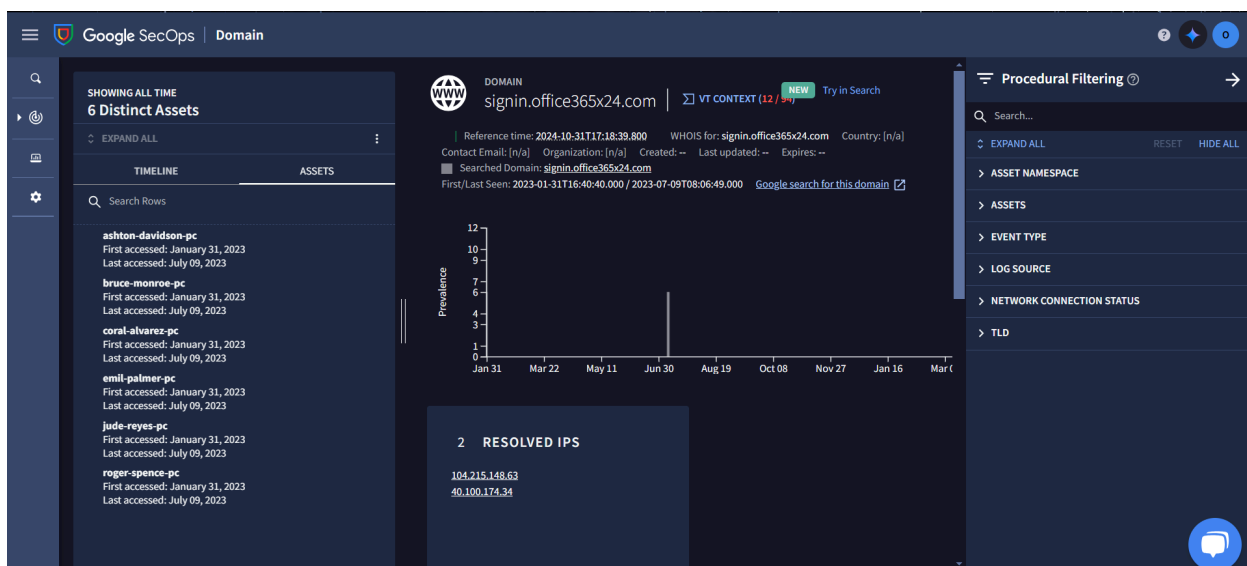 Google SecOps | Domain
?
O
SHOWING ALL TIME
6 Distinct Assets
EXPAND ALL
TIMELINE ASSETS
Search Rows
ashton-davidson-pc
First accessed: January 31, 2023
Last accessed: July 09, 2023
bruce-monroe-pc
First accessed: January 31, 2023
Last accessed: July 09, 2023
coral-alvarez-pc
First accessed: January 31, 2023
Last accessed: July 09, 2023
emil-palmer-pc
First accessed: January 31, 2023
Last accessed: July 09, 2023
jude-reyes-pc
First accessed: January 31, 2023
Last accessed: July 09, 2023
roger-spence-pc
First accessed: January 31, 2023
Last accessed: July 09, 2023
WWW
DOMAIN
signin.office365x24.com
VT CONTEXT (12 / 94)
NEW
Try in Search
Reference time: 2024-10-31T17:18:39.800 WHOIS for: signin.office365x24.com Country: [n/a]
Contact Email: [n/a] Organization: [n/a] Created: -- Last updated: -- Expires: --
Searched Domain: signin.office365x24.com
First/Last Seen: 2023-01-31T16:40:40.000 / 2023-07-09T08:06:49.000 Google search for this domain
Prevalence
12
10
9
7
6
4
3
1
0
Jan 31 Mar 22 May 11 Jun 30 Aug 19 Oct 08 Nov 27 Jan 16 Mar
2 RESOLVED IPS
104.215.148.63
40.100.174.34
Procedural Filtering ?
Search...
EXPAND ALL RESET HIDE ALL
ASSET NAMESPACE
ASSETS
EVENT TYPE
LOG SOURCE
NETWORK CONNECTION STATUS
TLD